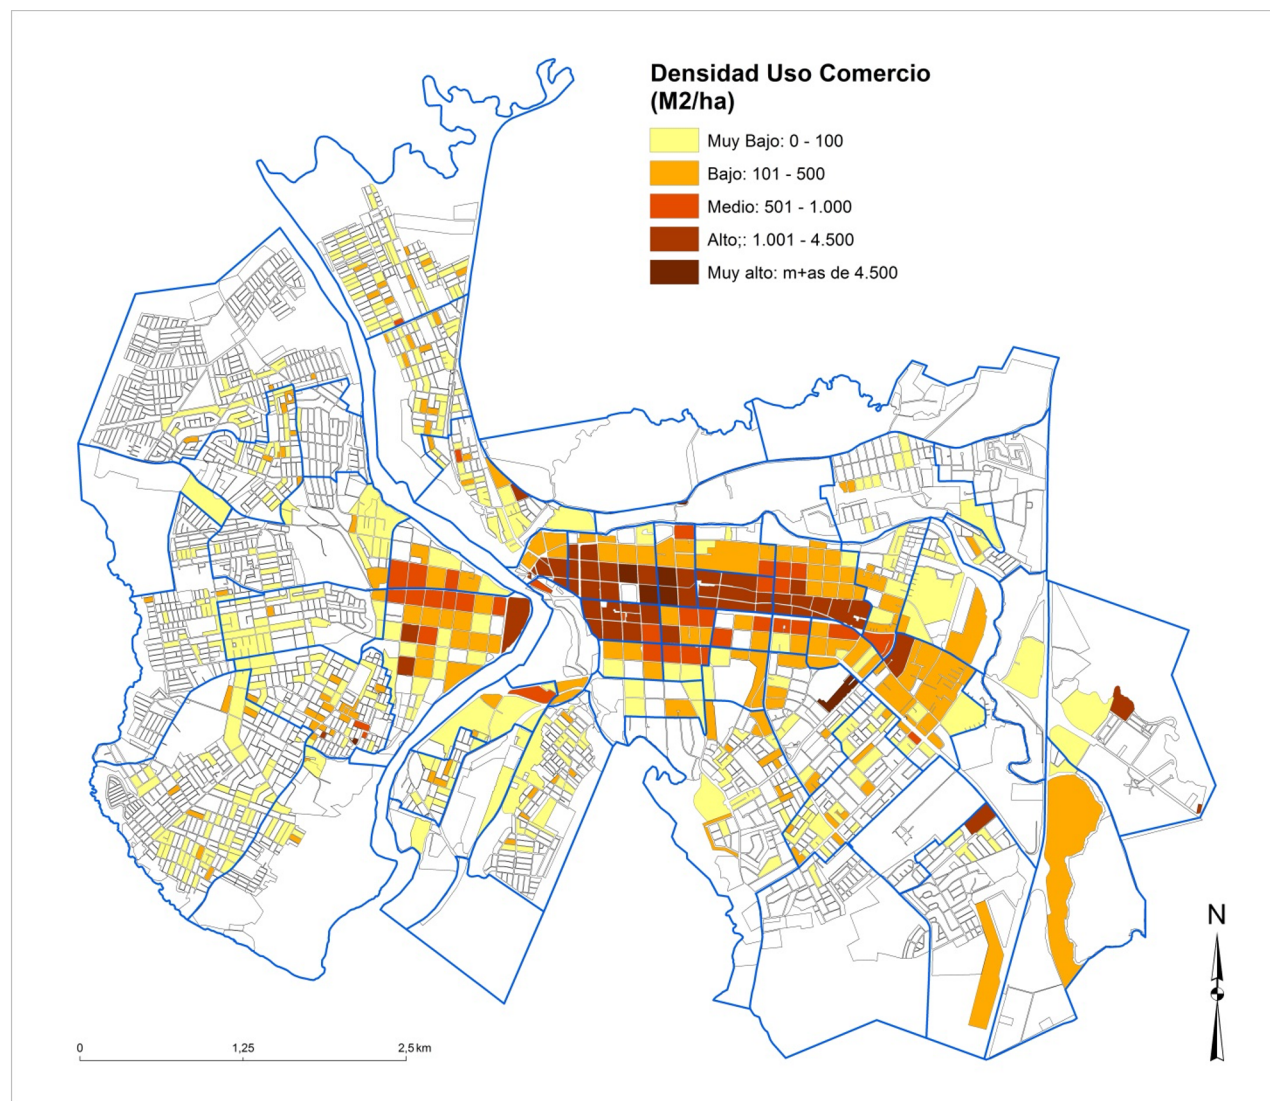 Densidad Uso Comercio
(M2/ha)
Muy Bajo: 0 - 100
Bajo: 101 - 500
Medio: 501 - 1.000
Alto;: 1.001 - 4.500
Muy alto: m+as de 4.500
N
0 1,25 2,5 km